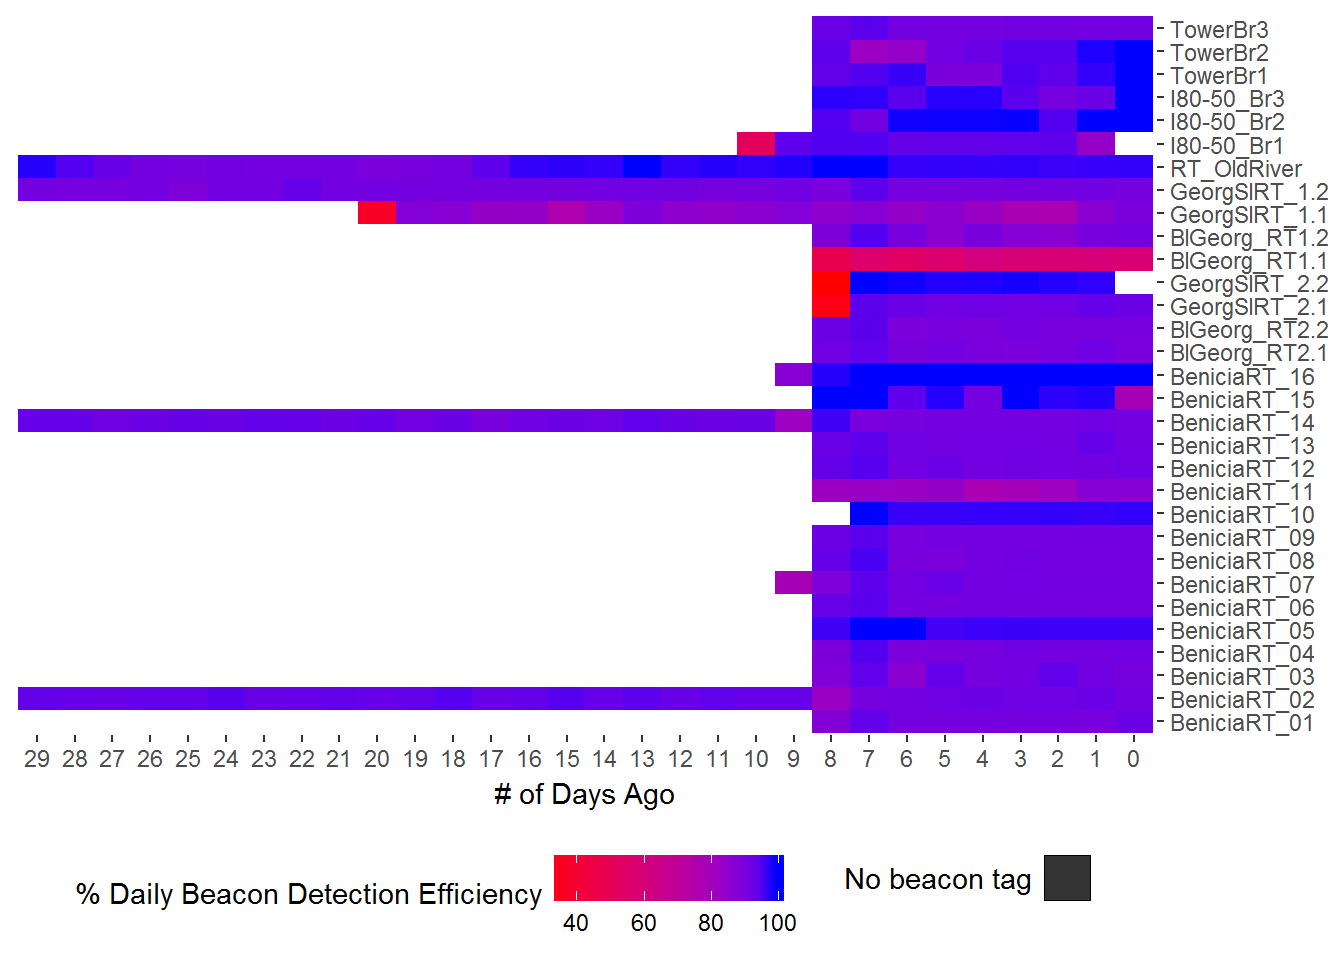 TowerBr3
TowerBr2
TowerBr1
I80-50_Br3
I80-50_Br2
I80-50_Br1
RT_OldRiver
GeorgSlRT_1.2
GeorgSlRT_1.1
BlGeorg_RT1.2
BlGeorg_RT1.1
GeorgSlRT_2.2
GeorgSlRT_2.1
BlGeorg_RT2.2
BlGeorg_RT2.1
BeniciaRT_16
BeniciaRT_15
BeniciaRT_14
BeniciaRT_13
BeniciaRT_12
BeniciaRT_11
BeniciaRT_10
BeniciaRT_09
BeniciaRT_08
BeniciaRT_07
BeniciaRT_06
BeniciaRT_05
BeniciaRT_04
BeniciaRT_03
BeniciaRT_02
BeniciaRT_01
29 28 27 26 25 24 23 22 21 20 19 18 17 16 15 14 13 12 11 10 9 8 7 6 5 4 3 2 1 0
# of Days Ago
% Daily Beacon Detection Efficiency
40 60 80 100
No beacon tag